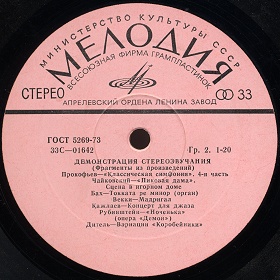 МИНИСТЕРСТВО КУЛЬТУРЫ СССР
МЕЛОДИЯ
ВСЕСОЮЗНАЯ ФИРМА ГРАМПЛАСТИНОК
СТЕРЕО 33
АПРЕЛЕВСКИЙ ОРДЕНА ЛЕНИНА ЗАВОД
ГОСТ 5269-73 Гр. 2. 1-20
33С—01642
ДЕМОНСТРАЦИЯ СТЕРЕОЗВУЧАНИЯ
(Фрагменты из произведений)
Прокофьев—«Классическая симфония», 4-я часть
Чайковский—«Пиковая дама».
Сцена в игорном доме
Бах—Токката ре минор (орган)
Векки—Мадригал
Кажлаев—Концерт для джаза
Рубинштейн—«Ноченька»
(опера «Демон»)
Дитель—Вариации «Коробейники»